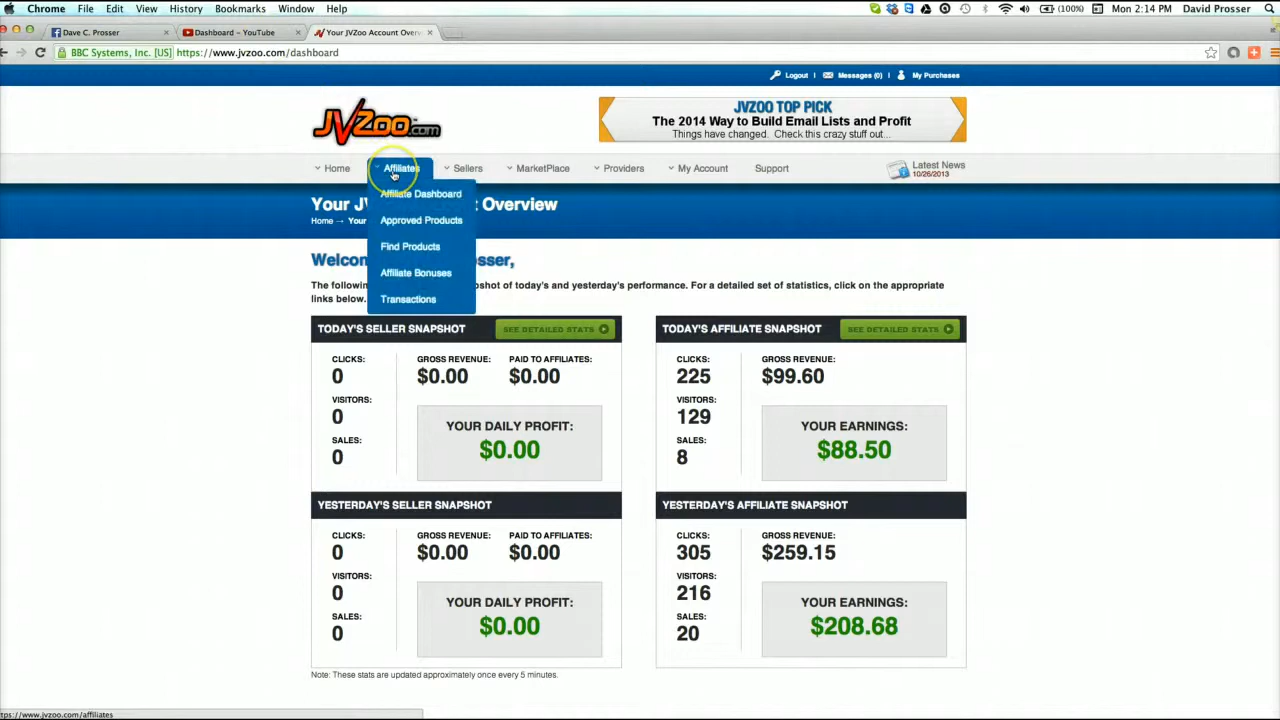 Chrome File Edit View History Bookmarks Window Help (100%) Mon 2:14 PM David Prosser
Dave C. Prosser Dashboard - YouTube Your JVZoo Account Overv
BBC Systems, Inc. [US] https://www.jvzoo.com/dashboard
Logout | Messages (0) | My Purchases
JVZoo.com
JVZOO TOP PICK
The 2014 Way to Build Email Lists and Profit
Things have changed. Check this crazy stuff out...
Home Affiliates Sellers MarketPlace Providers My Account Support
Latest News
10/26/2013
Affiliate Dashboard
Approved Products
Find Products
Affiliate Bonuses
Transactions
Your JV Overview
Home → Your
The
links below.
of today's and yesterday's performance. For a detailed set of statistics, click on the appropriate
TODAY'S SELLER SNAPSHOT SEE DETAILED STATS
CLICKS: GROSS REVENUE: PAID TO AFFILIATES:
0 $0.00 $0.00
VISITORS:
0
YOUR DAILY PROFIT:
$0.00
SALES:
0
TODAY'S AFFILIATE SNAPSHOT SEE DETAILED STATS
CLICKS: GROSS REVENUE:
225 $99.60
VISITORS:
129
YOUR EARNINGS:
$88.50
SALES:
8
YESTERDAY'S SELLER SNAPSHOT
CLICKS: GROSS REVENUE: PAID TO AFFILIATES:
0 $0.00 $0.00
VISITORS:
0
YOUR DAILY PROFIT:
$0.00
SALES:
0
YESTERDAY'S AFFILIATE SNAPSHOT
CLICKS: GROSS REVENUE:
305 $259.15
VISITORS:
216
YOUR EARNINGS:
$208.68
SALES:
20
Note: These stats are updated approximately once every 5 minutes.
tps://www.jvzoo.com/affiliates